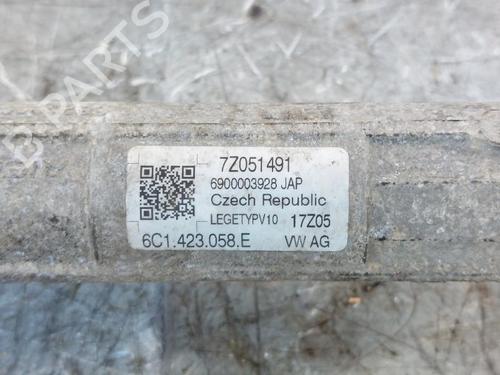 7Z051491
6900003928 JAP
Czech Republic
LEGETYPV10 17Z05
6C1.423.058.E VW AG
B-PARTS